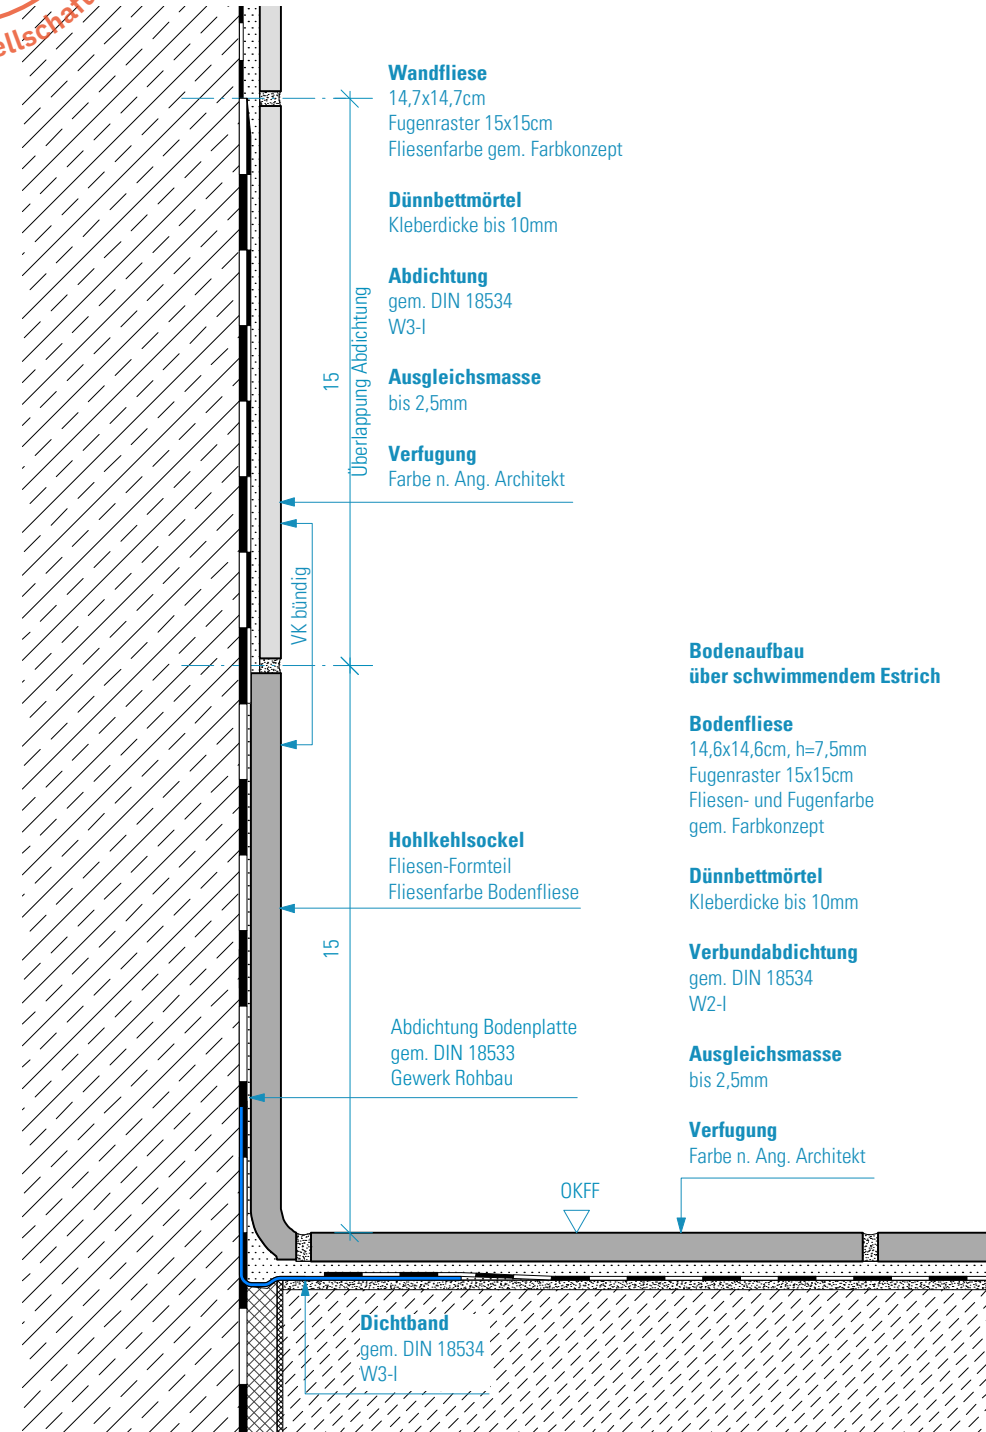 ellschaft
Wandfliese
14,7x14,7cm
Fugenraster 15x15cm
Fliesenfarbe gem. Farbkonzept
Dünnbettmörtel
Kleberdicke bis 10mm
Abdichtung
gem. DIN 18534
W3-I
Ausgleichsmasse
bis 2,5mm
Verfugung
Farbe n. Ang. Architekt
15
Überlappung Abdichtung
VK bündig
Hohlkehlsockel
Fliesen-Formteil
Fliesenfarbe Bodenfliese
15
Abdichtung Bodenplatte
gem. DIN 18533
Gewerk Rohbau
Bodenaufbau
über schwimmendem Estrich
Bodenfliese
14,6x14,6cm, h=7,5mm
Fugenraster 15x15cm
Fliesen- und Fugenfarbe
gem. Farbkonzept
Dünnbettmörtel
Kleberdicke bis 10mm
Verbundabdichtung
gem. DIN 18534
W2-I
Ausgleichsmasse
bis 2,5mm
Verfugung
Farbe n. Ang. Architekt
OKFF
Dichtband
gem. DIN 18534
W3-I